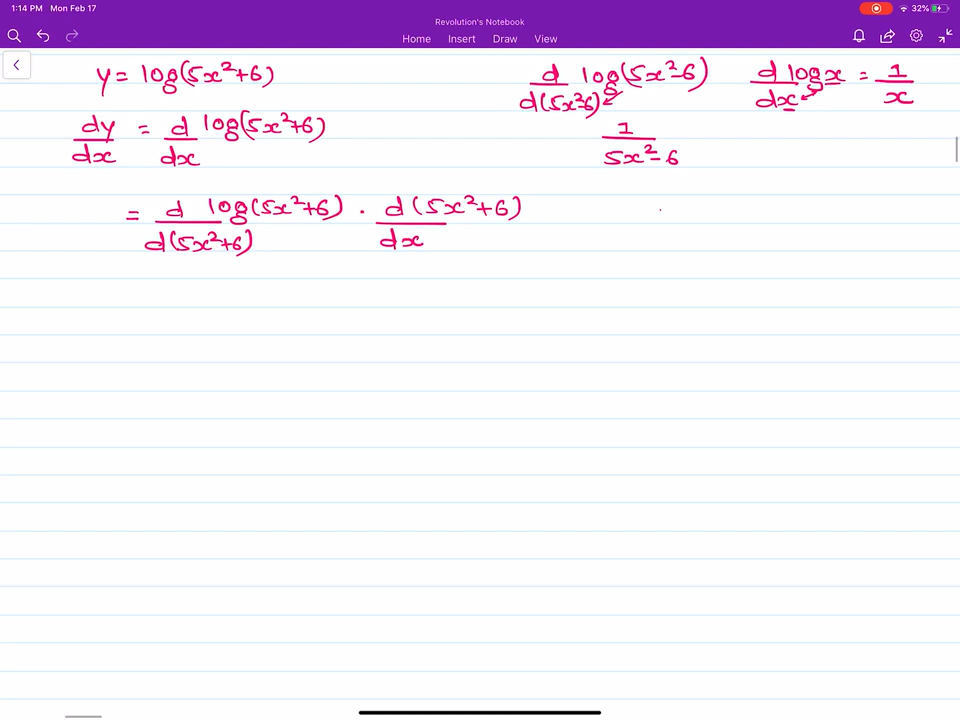 1:14 PM Mon Feb 17 32%
Revolution's Notebook
Home Insert Draw View
y = log(5x²+6)
d/d(5x²-6) log(5x²-6)
1/(5x²-6)
d/dx log x = 1/x
dy/dx = d/dx log(5x²+6)
= d/d(5x²+6) log(5x²+6) · d(5x²+6)/dx